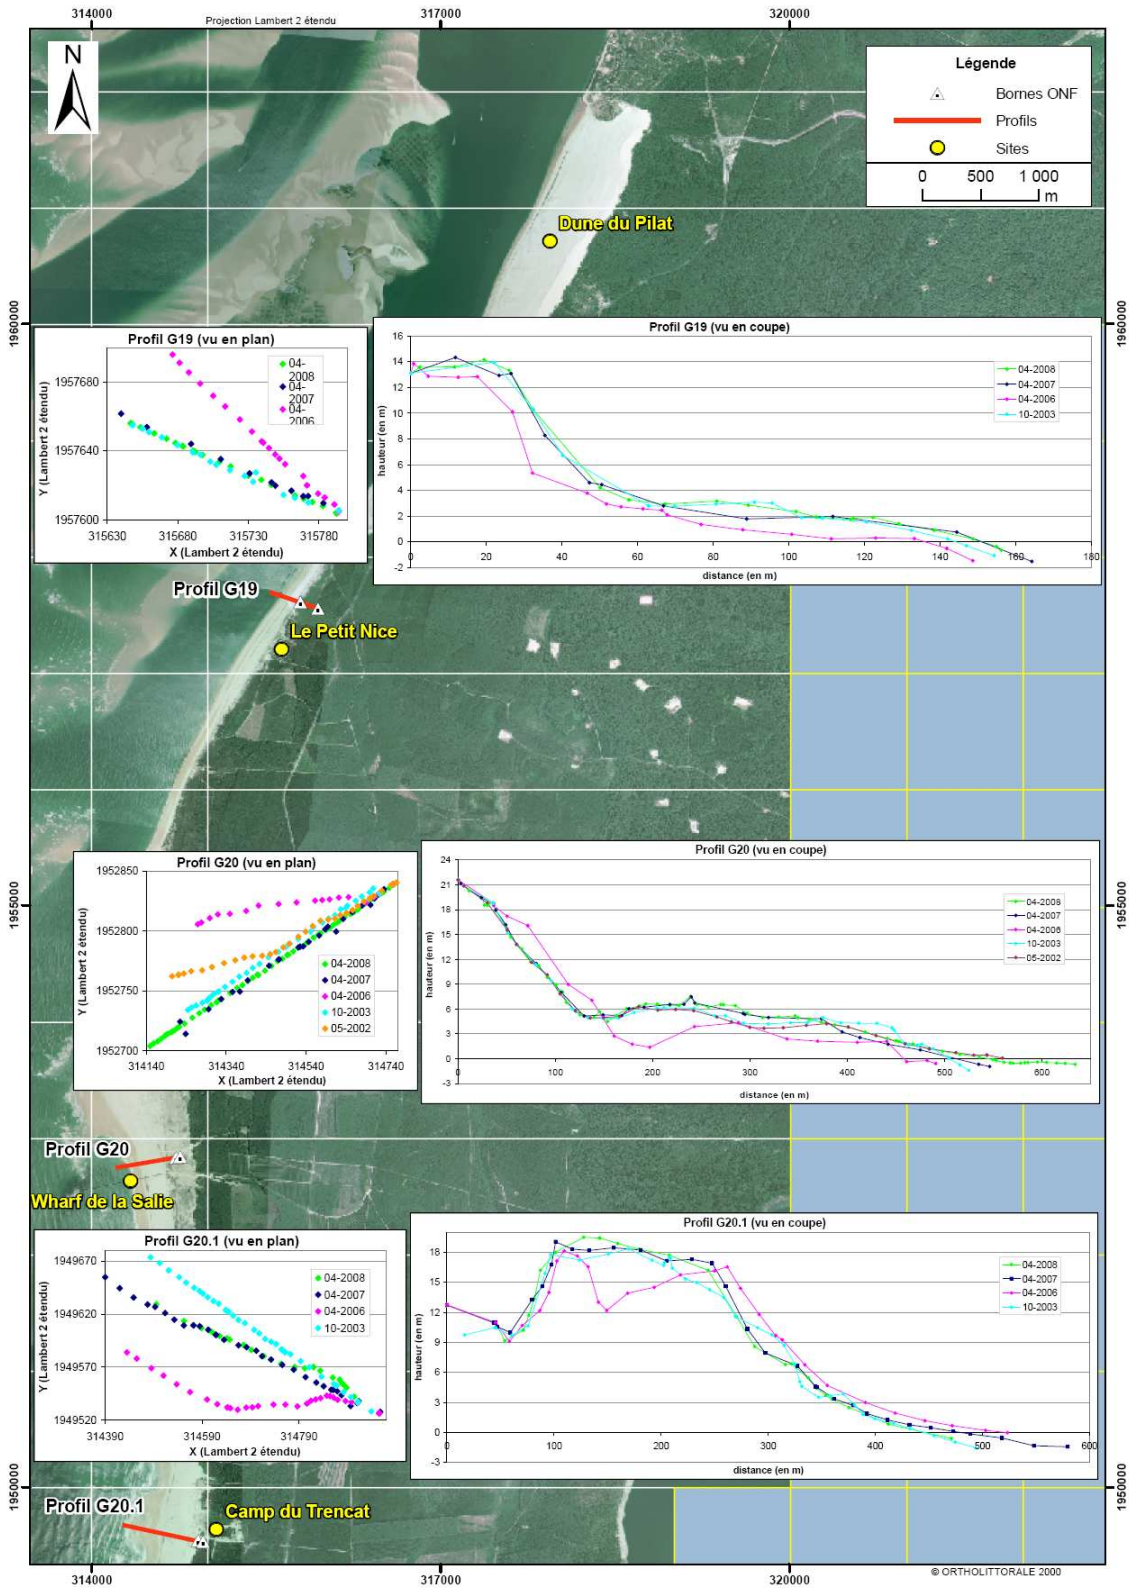 314000
317000
320000
Projection Lambert 2 étendu
N
Légende
Bornes ONF
Profils
Sites
0 500 1 000
m
Dune du Pilat
1960000
1960000
Profil G19 (vu en plan)
1957680
1957640
1957600
315630 315680 315730 315780
X (Lambert 2 étendu)
Y (Lambert 2 étendu)
04-
2008
04-
2007
04-
2006
Profil G19 (vu en coupe)
16
14
12
10
8
6
4
2
0
-2
0 20 40 60 80 100 120 140 160 180
distance (en m)
hauteur (en m)
04-2008
04-2007
04-2006
10-2003
Profil G19
Le Petit Nice
1955000
1955000
Profil G20 (vu en plan)
1952850
1952800
1952750
1952700
314140 314340 314540 314740
X (Lambert 2 étendu)
Y (Lambert 2 étendu)
04-2008
04-2007
04-2006
10-2003
05-2002
Profil G20 (vu en coupe)
24
21
18
15
12
9
6
3
0
-3
0 100 200 300 400 500 600
distance (en m)
hauteur (en m)
04-2008
04-2007
04-2006
10-2003
05-2002
Profil G20
Wharf de la Salie
Profil G20.1 (vu en plan)
1949670
1949620
1949570
1949520
314390 314590 314790
X (Lambert 2 étendu)
Y (Lambert 2 étendu)
04-2008
04-2007
04-2006
10-2003
Profil G20.1 (vu en coupe)
18
15
12
9
6
3
0
-3
0 100 200 300 400 500 600
distance (en m)
hauteur (en m)
04-2008
04-2007
04-2006
10-2003
1950000
1950000
Profil G20.1
Camp du Trencat
© ORTHOLITTORALE 2000
314000
317000
320000